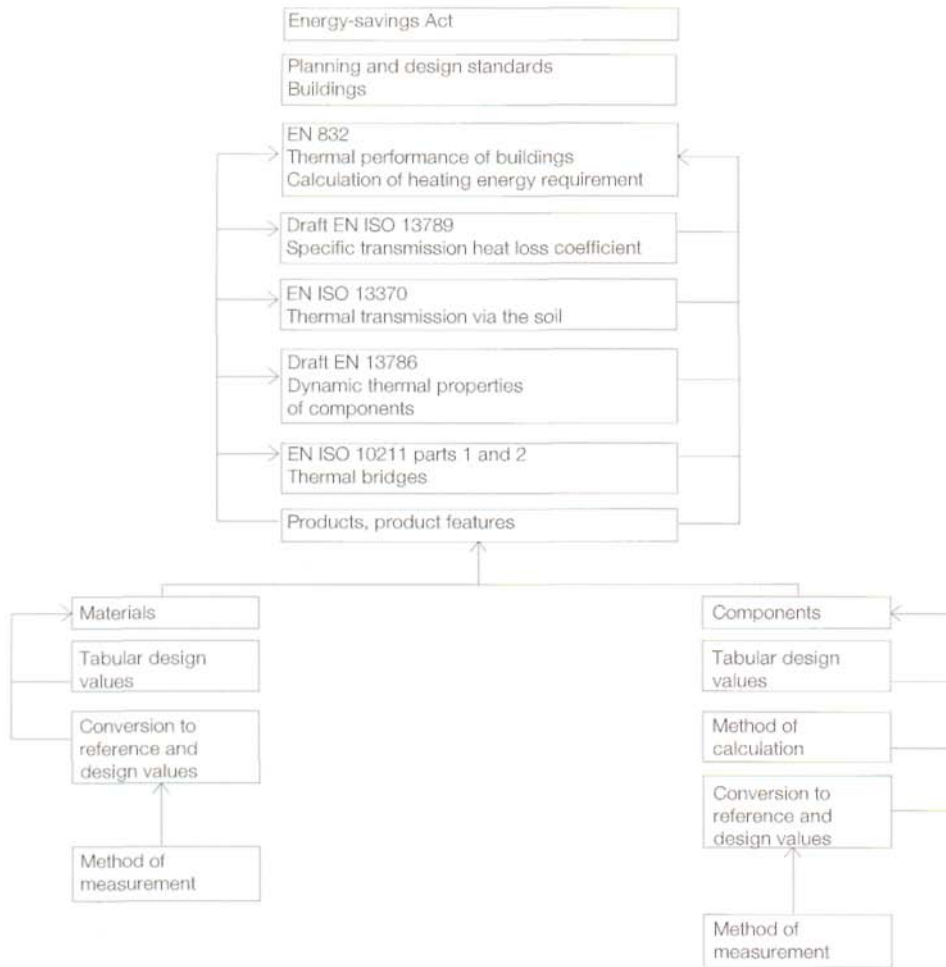 Energy-savings Act
Planning and design standards
Buildings
EN 832
Thermal performance of buildings
Calculation of heating energy requirement
Draft EN ISO 13789
Specific transmission heat loss coefficient
EN ISO 13370
Thermal transmission via the soil
Draft EN 13786
Dynamic thermal properties
of components
EN ISO 10211 parts 1 and 2
Thermal bridges
Products, product features
Materials
Tabular design
values
Conversion to
reference and
design values
Method of
measurement
Components
Tabular design
values
Method of
calculation
Conversion to
reference and
design values
Method of
measurement